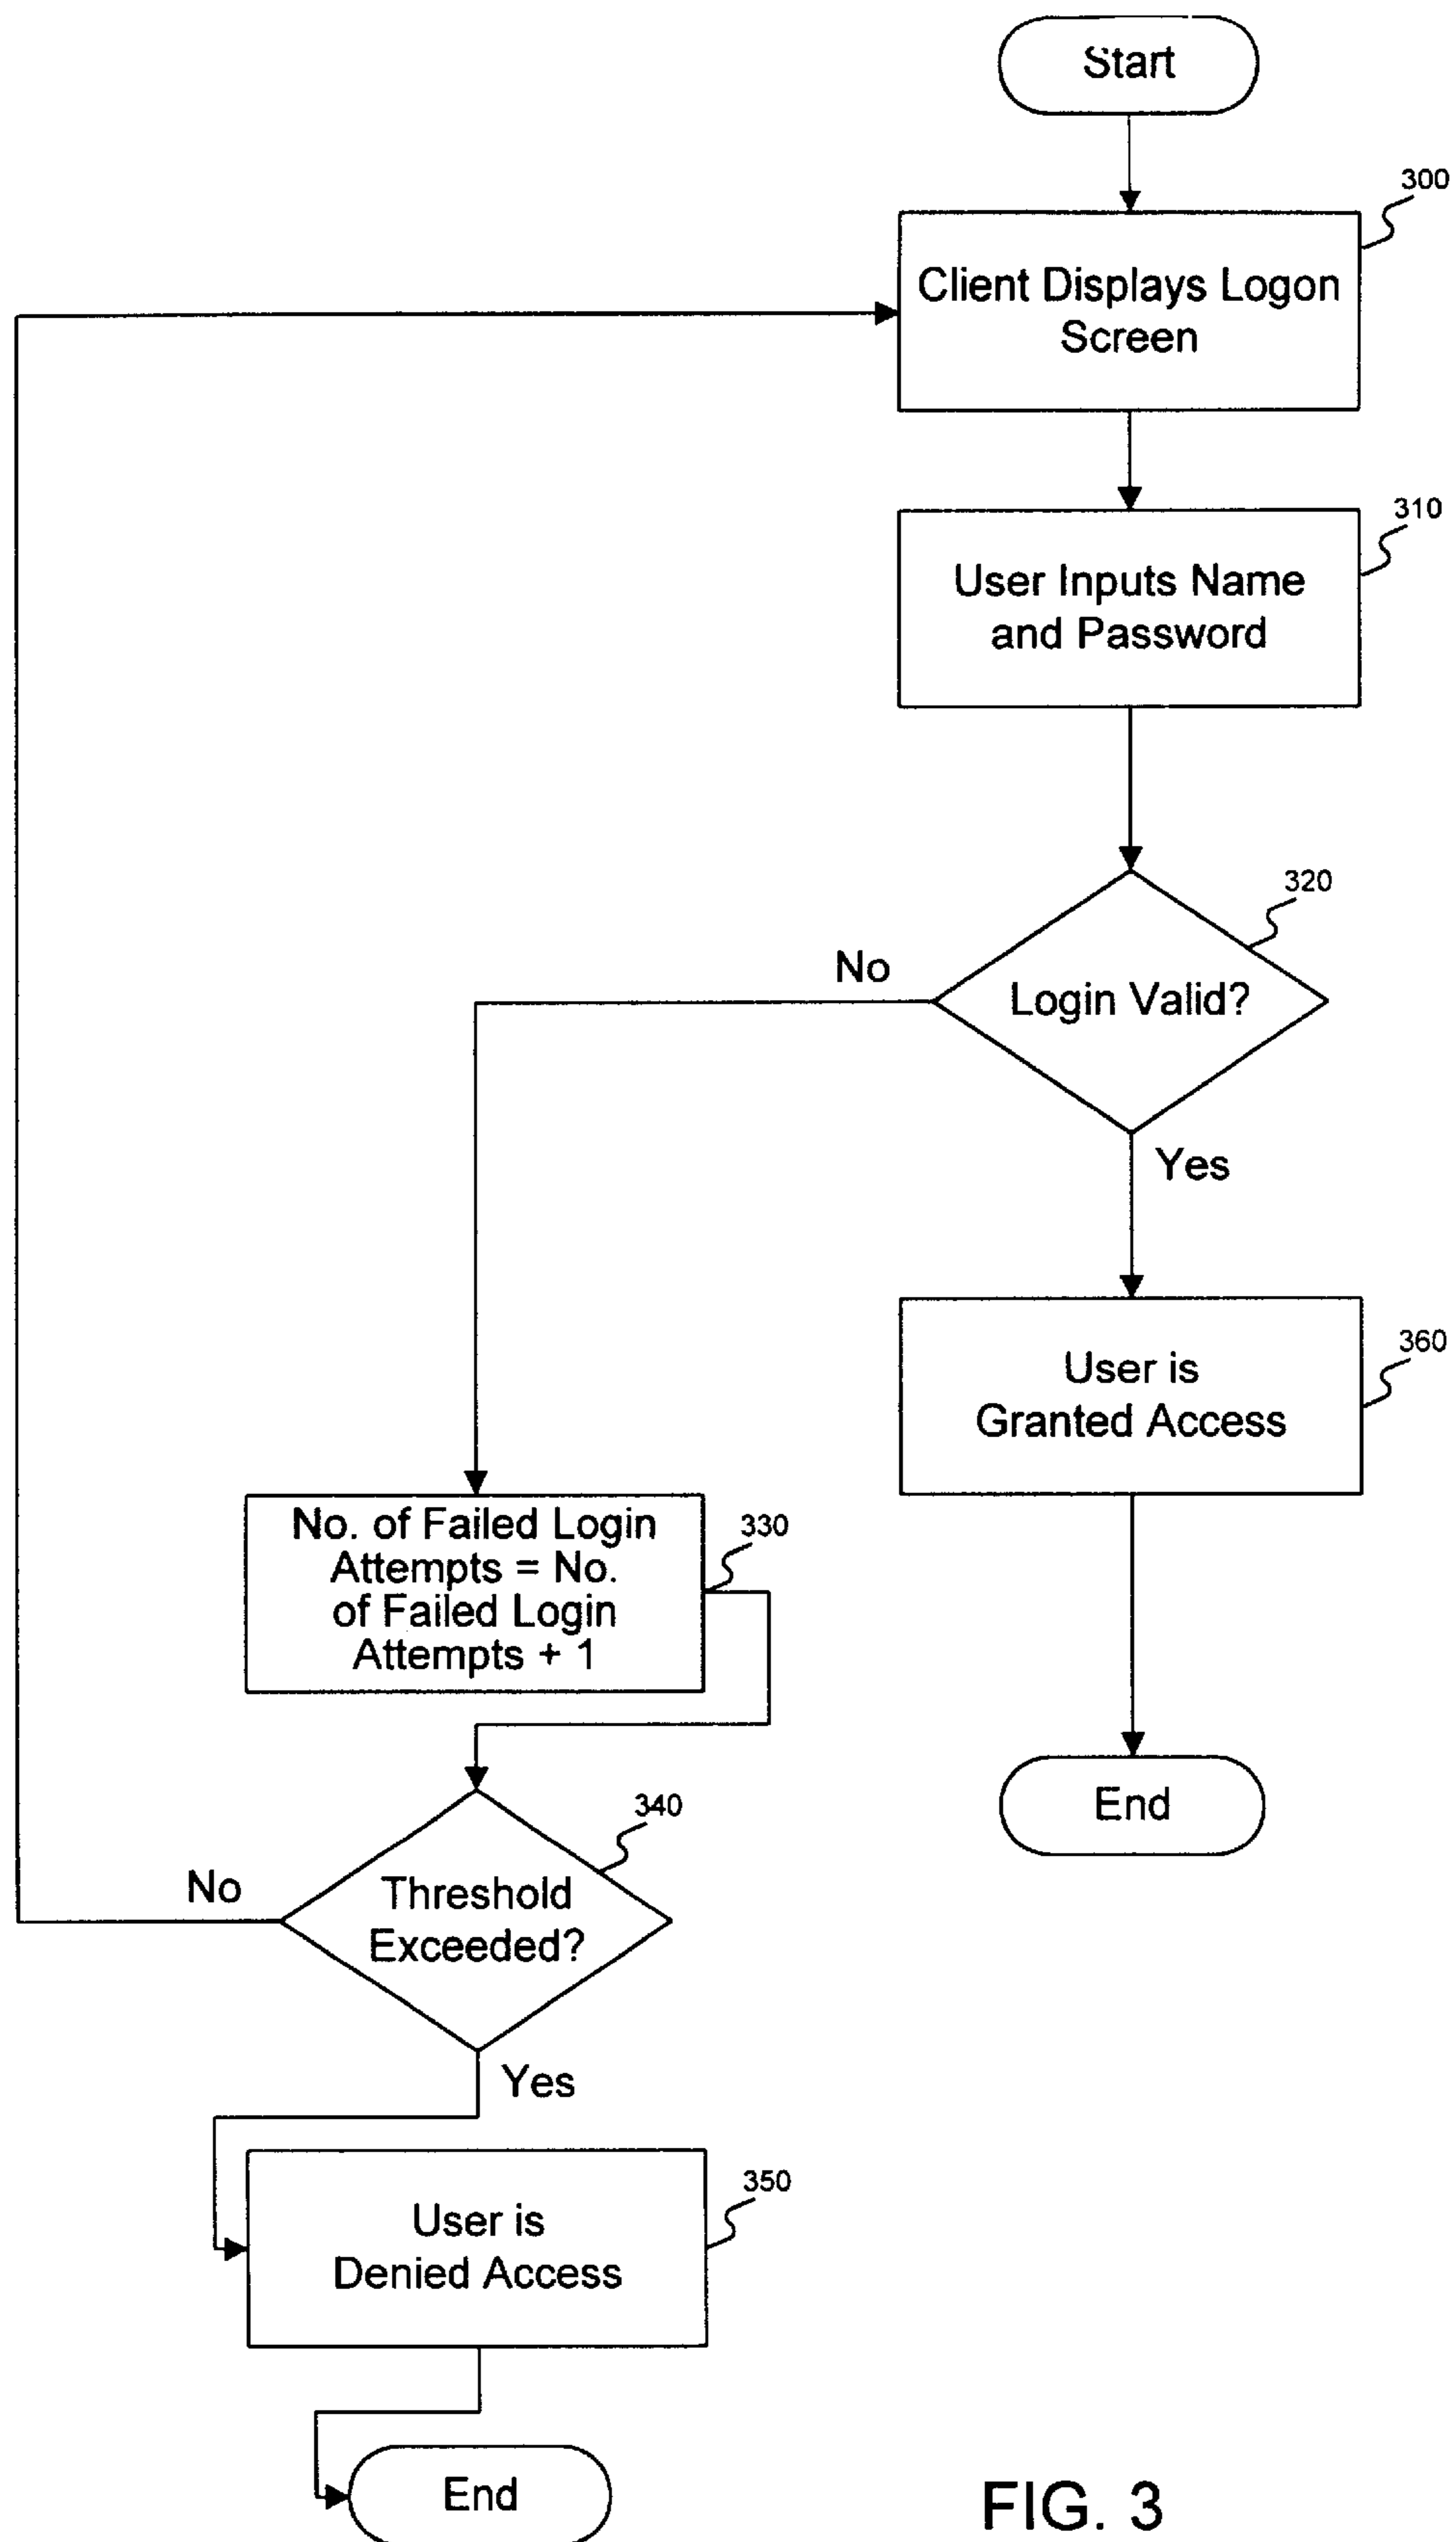 Start
300
Client Displays Logon
Screen
310
User Inputs Name
and Password
320
No
Login Valid?
Yes
360
User is
Granted Access
No. of Failed Login
Attempts = No.
of Failed Login
Attempts + 1
330
End
340
No
Threshold
Exceeded?
Yes
350
User is
Denied Access
End
FIG. 3